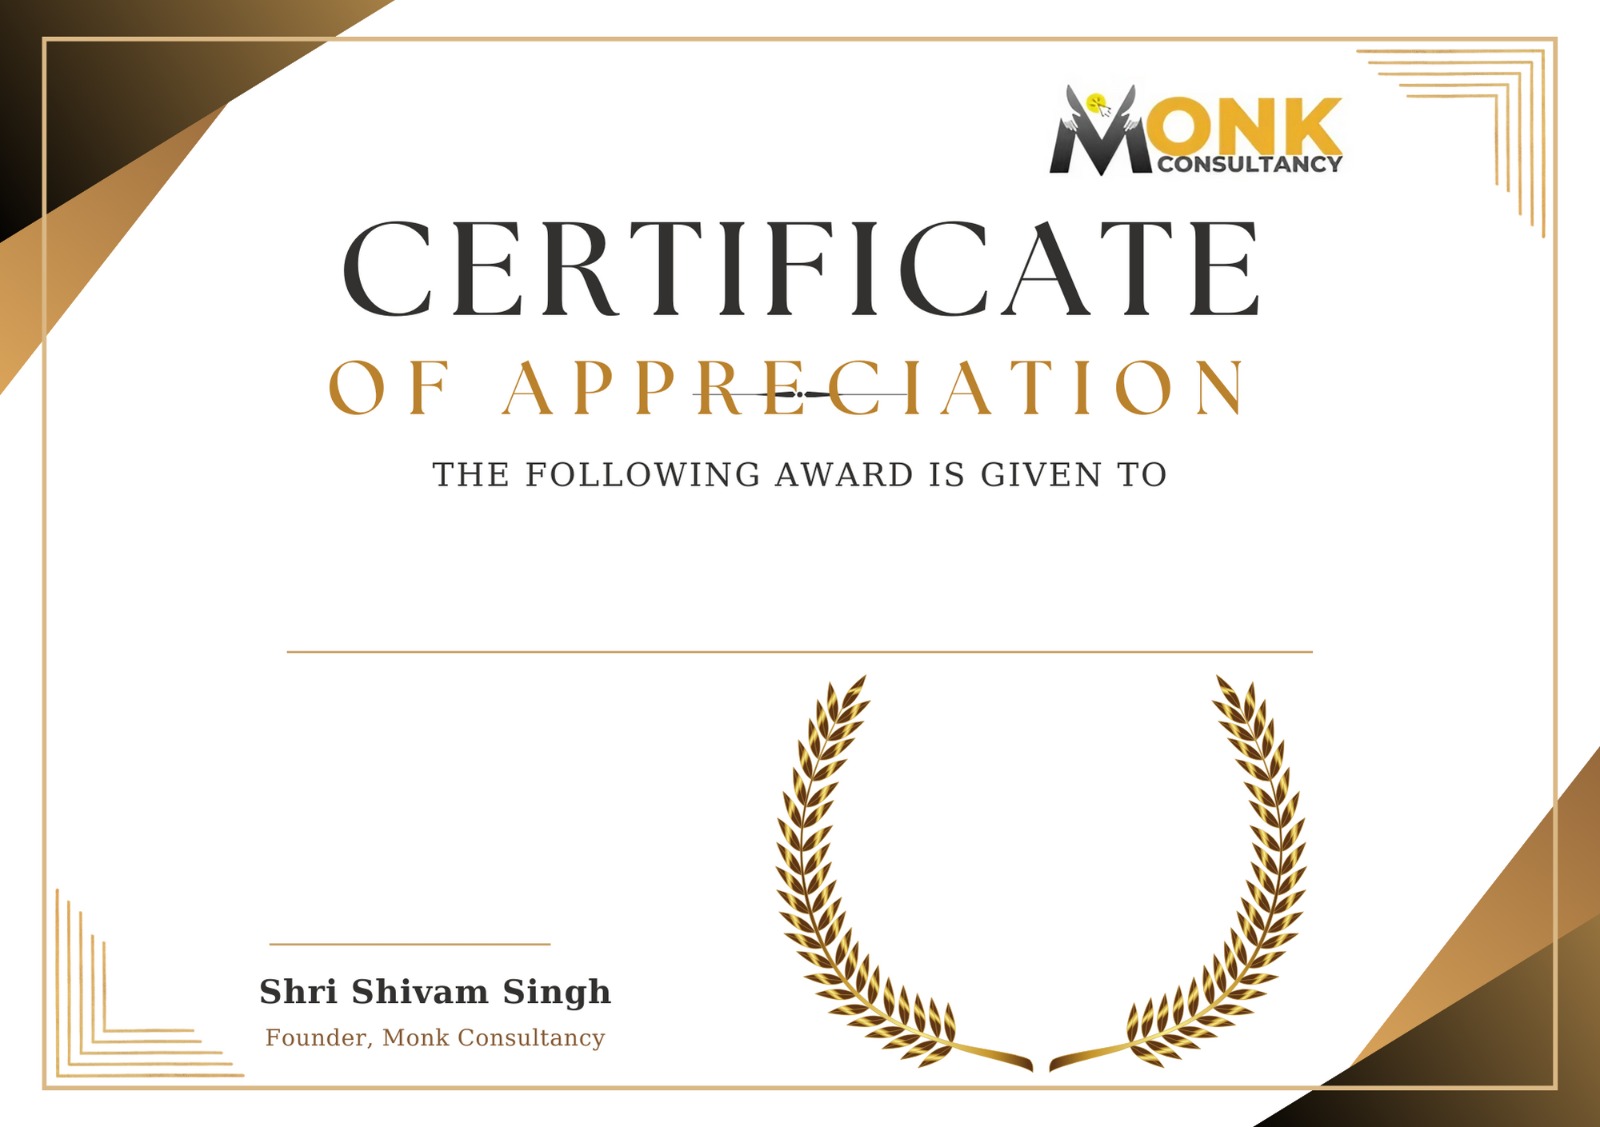 MONK
CONSULTANCY
CERTIFICATE
OF APPRECIATION
THE FOLLOWING AWARD IS GIVEN TO
Shri Shivam Singh
Founder, Monk Consultancy